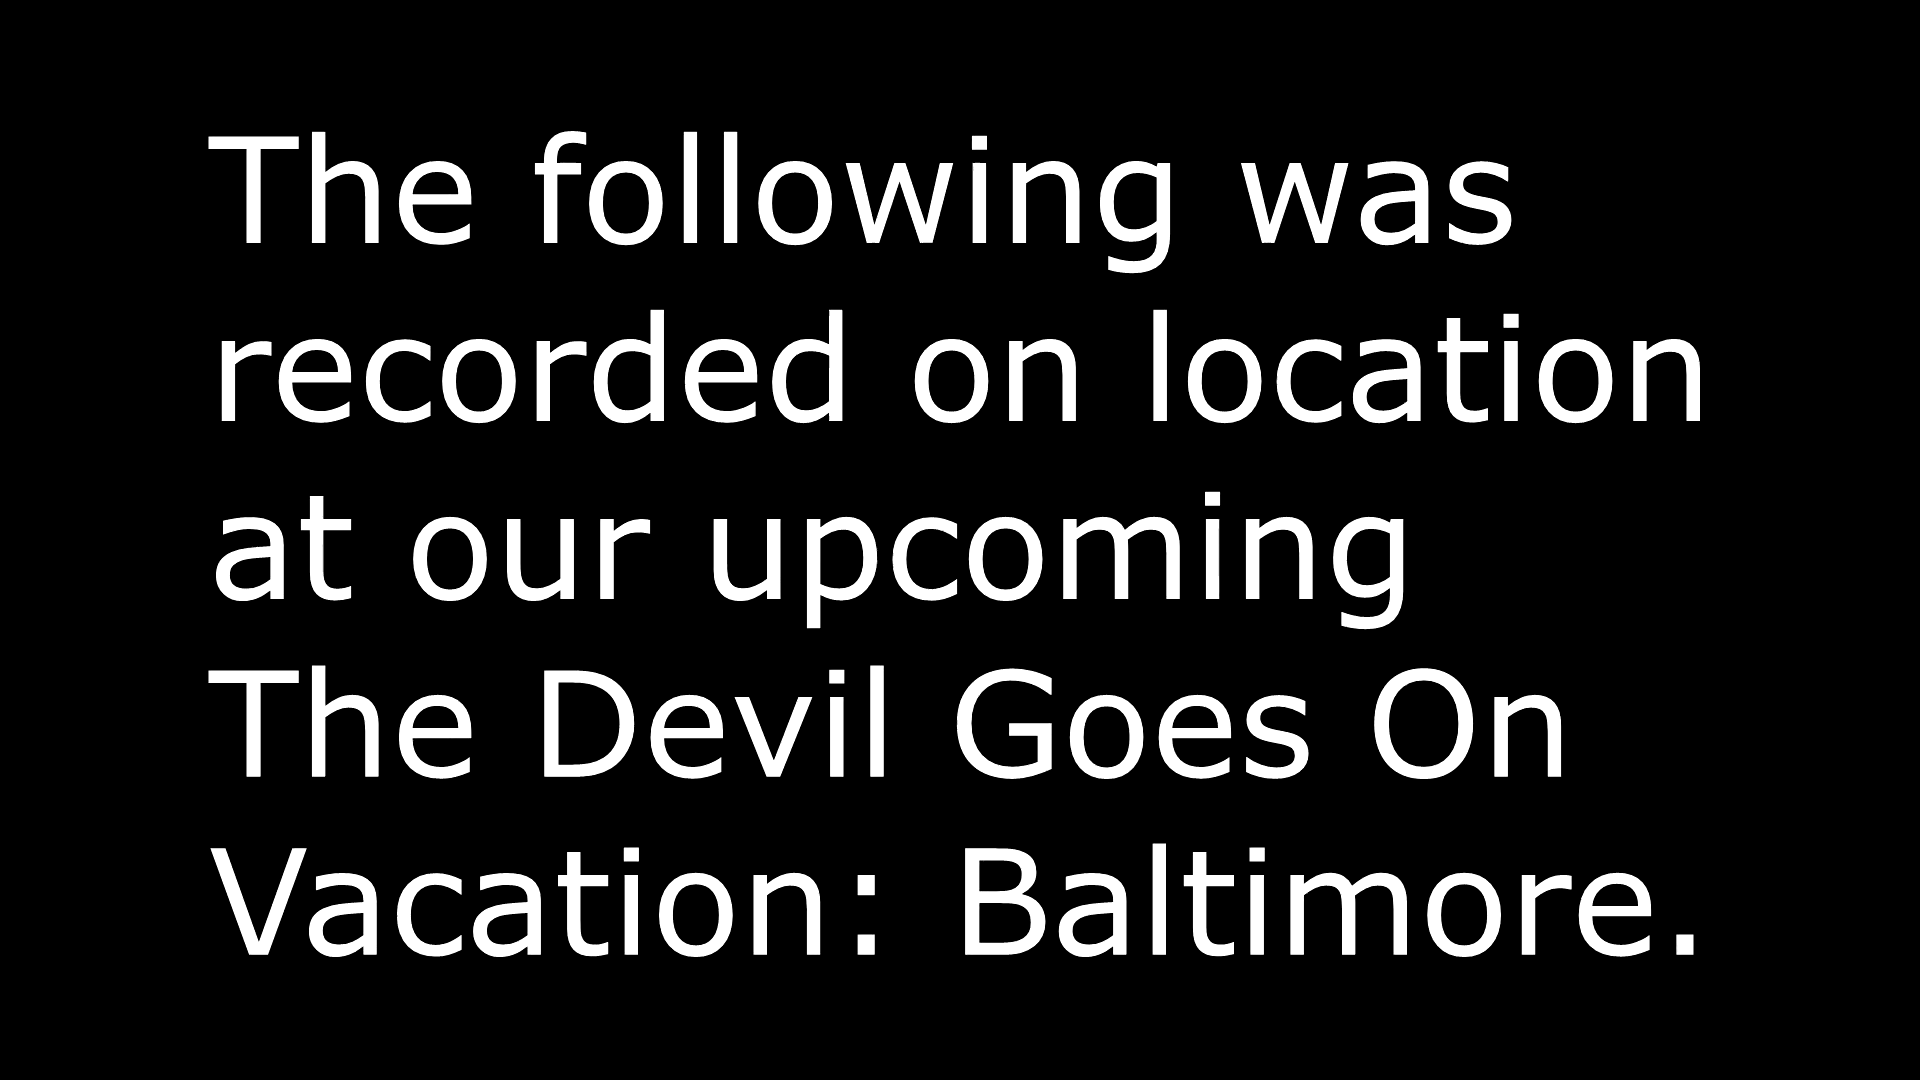 The following was
recorded on location
at our upcoming
The Devil Goes On
Vacation: Baltimore.